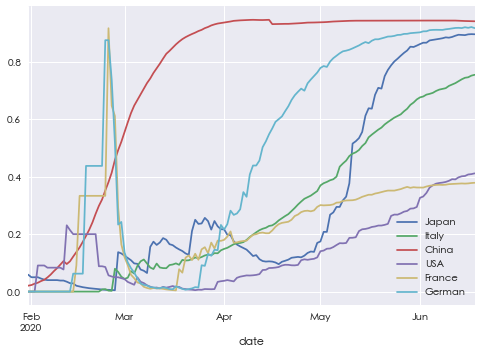 0.8
0.6
0.4
0.2
0.0
Japan
Italy
China
USA
France
German
Feb Mar Apr May Jun
2020
date